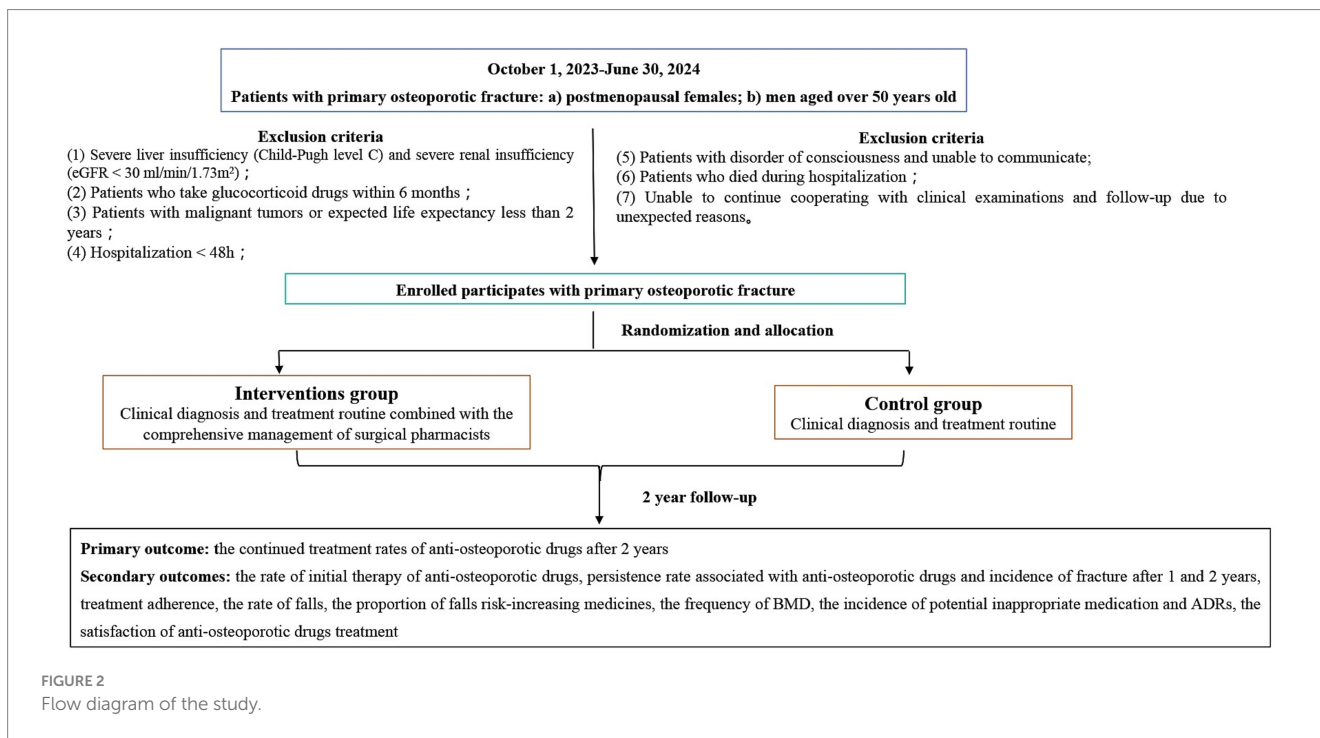 October 1, 2023-June 30, 2024
Patients with primary osteoporotic fracture: a) postmenopausal females; b) men aged over 50 years old
Exclusion criteria
(1) Severe liver insufficiency (Child-Pugh level C) and severe renal insufficiency
(eGFR < 30 ml/min/1.73m²) ;
(2) Patients who take glucocorticoid drugs within 6 months ;
(3) Patients with malignant tumors or expected life expectancy less than 2
years ;
(4) Hospitalization < 48h ;
Exclusion criteria
(5) Patients with disorder of consciousness and unable to communicate;
(6) Patients who died during hospitalization ;
(7) Unable to continue cooperating with clinical examinations and follow-up due to
unexpected reasons。
Enrolled participates with primary osteoporotic fracture
Randomization and allocation
Interventions group
Clinical diagnosis and treatment routine combined with the
comprehensive management of surgical pharmacists
Control group
Clinical diagnosis and treatment routine
2 year follow-up
Primary outcome: the continued treatment rates of anti-osteoporotic drugs after 2 years
Secondary outcomes: the rate of initial therapy of anti-osteoporotic drugs, persistence rate associated with anti-osteoporotic drugs and incidence of fracture after 1 and 2 years,
treatment adherence, the rate of falls, the proportion of falls risk-increasing medicines, the frequency of BMD, the incidence of potential inappropriate medication and ADRs, the
satisfaction of anti-osteoporotic drugs treatment
FIGURE 2
Flow diagram of the study.